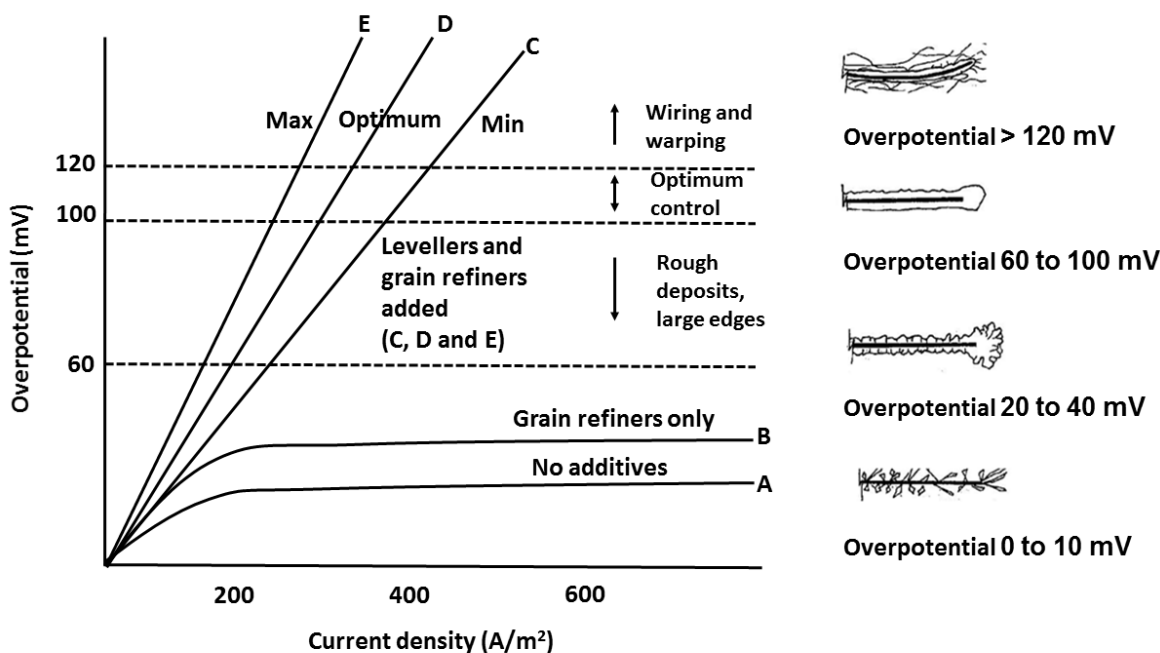 E
D
C
Max
Optimum
Min
Wiring and
warping
120
Optimum
control
100
Levellers and
grain refiners
added
(C, D and E)
Rough
deposits,
large edges
60
Grain refiners only
B
No additives
A
Overpotential (mV)
200
400
600
Current density (A/m²)
Overpotential > 120 mV
Overpotential 60 to 100 mV
Overpotential 20 to 40 mV
Overpotential 0 to 10 mV